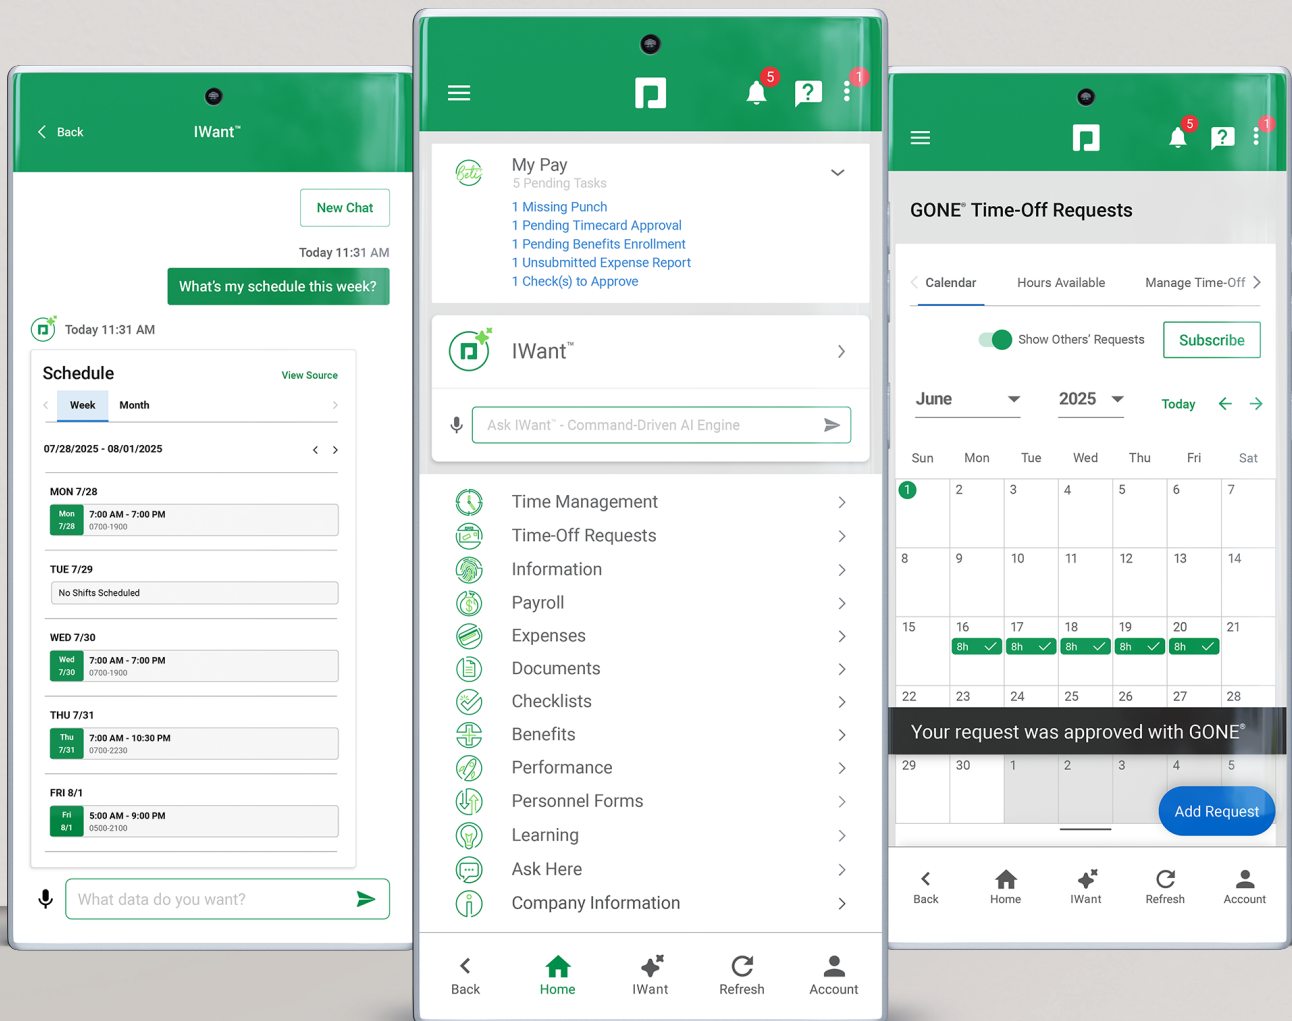 Back
IWant™
New Chat
Today 11:31 AM
What's my schedule this week?
Today 11:31 AM
Schedule
View Source
Week Month
07/28/2025 - 08/01/2025
MON 7/28
Mon 7/28
7:00 AM - 7:00 PM
0700-1900
TUE 7/29
No Shifts Scheduled
WED 7/30
Wed 7/30
7:00 AM - 7:00 PM
0700-1900
THU 7/31
Thu 7/31
7:00 AM - 10:30 PM
0700-2230
FRI 8/1
Fri 8/1
5:00 AM - 9:00 PM
0500-2100
What data do you want?
5
?
1
Beti
My Pay
5 Pending Tasks
1 Missing Punch
1 Pending Timecard Approval
1 Pending Benefits Enrollment
1 Unsubmitted Expense Report
1 Check(s) to Approve
IWant™
Ask IWant™ - Command-Driven AI Engine
Time Management
Time-Off Requests
Information
Payroll
Expenses
Documents
Checklists
Benefits
Performance
Personnel Forms
Learning
Ask Here
Company Information
Back Home IWant Refresh Account
5
?
1
GONE® Time-Off Requests
Calendar Hours Available Manage Time-Off
Show Others' Requests
Subscribe
June 2025 Today
Sun Mon Tue Wed Thu Fri Sat
1 2 3 4 5 6 7
8 9 10 11 12 13 14
15 16 17 18 19 20 21
8h 8h 8h 8h 8h
22 23 24 25 26 27 28
Your request was approved with GONE®
29 30 1 2 3 4 5
Add Request
Back Home IWant Refresh Account